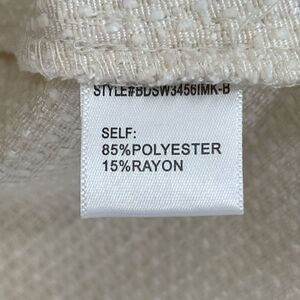 STYLE#BDSW3456IMK-B
SELF:
85%POLYESTER
15%RAYON